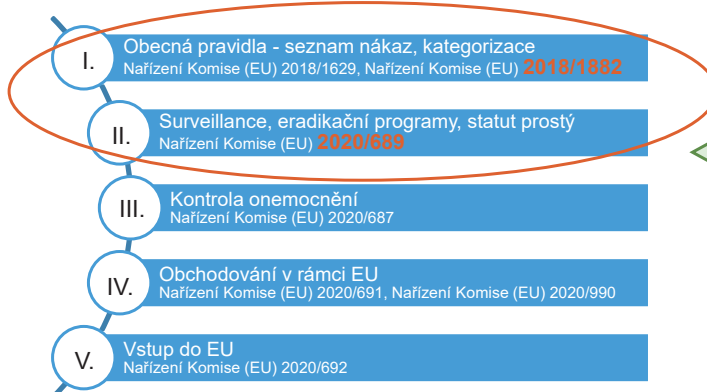 I.
Obecná pravidla - seznam nákaz, kategorizace
Nařízení Komise (EU) 2018/1629, Nařízení Komise (EU) 2018/1882
II.
Surveillance, eradikační programy, statut prostý
Nařízení Komise (EU) 2020/689
III.
Kontrola onemocnění
Nařízení Komise (EU) 2020/687
IV.
Obchodování v rámci EU
Nařízení Komise (EU) 2020/691, Nařízení Komise (EU) 2020/990
V.
Vstup do EU
Nařízení Komise (EU) 2020/692